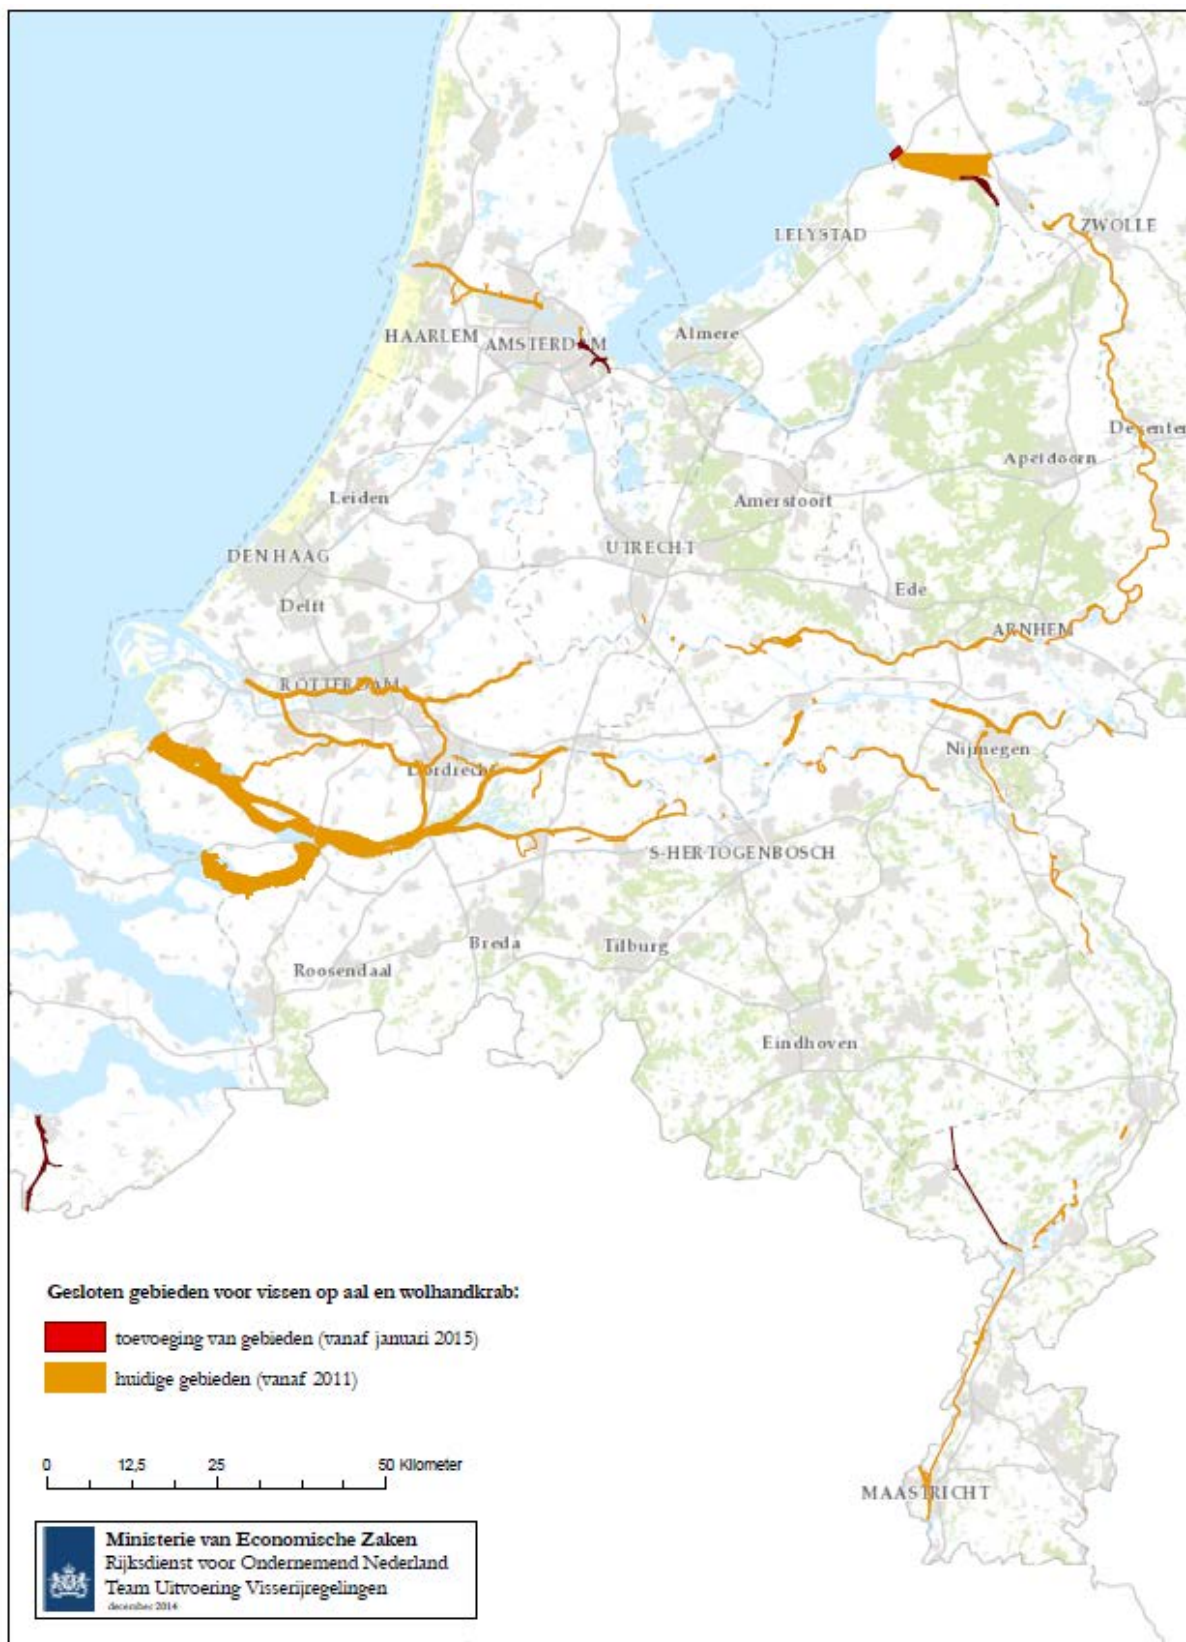 LELYSTAD
ZWOLLE
HAARLEM
AMSTERDAM
Almere
Deventer
Apeldoorn
Leiden
Amersfoort
UTRECHT
DEN HAAG
Ede
Delft
ARNHEM
ROTTERDAM
Nijmegen
Dordrecht
'S-HERTOGENBOSCH
Breda
Tilburg
Roosendaal
Eindhoven
MAASTRICHT
Gesloten gebieden voor vissen op aal en wolhandkrab:
toevoeging van gebieden (vanaf januari 2015)
huidige gebieden (vanaf 2011)
0 12,5 25 50 Kilometer
Ministerie van Economische Zaken
Rijksdienst voor Ondernemend Nederland
Team Uitvoering Visserijregelingen
december 2014